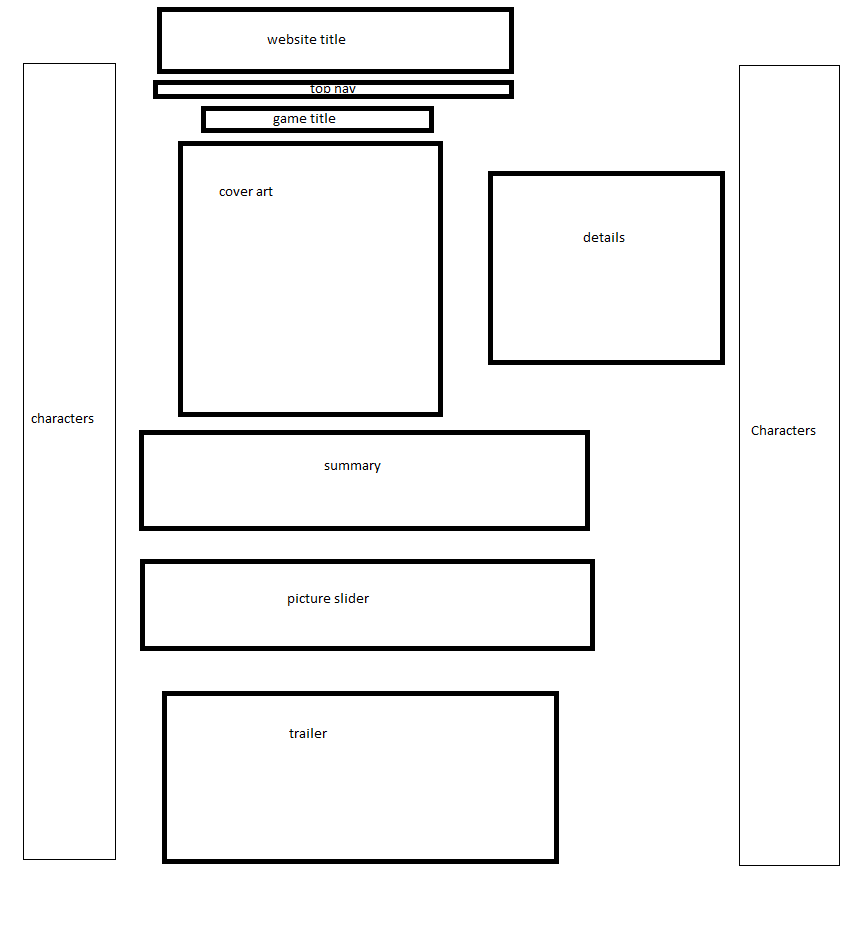 website title
top nav
game title
cover art
details
characters
Characters
summary
picture slider
trailer